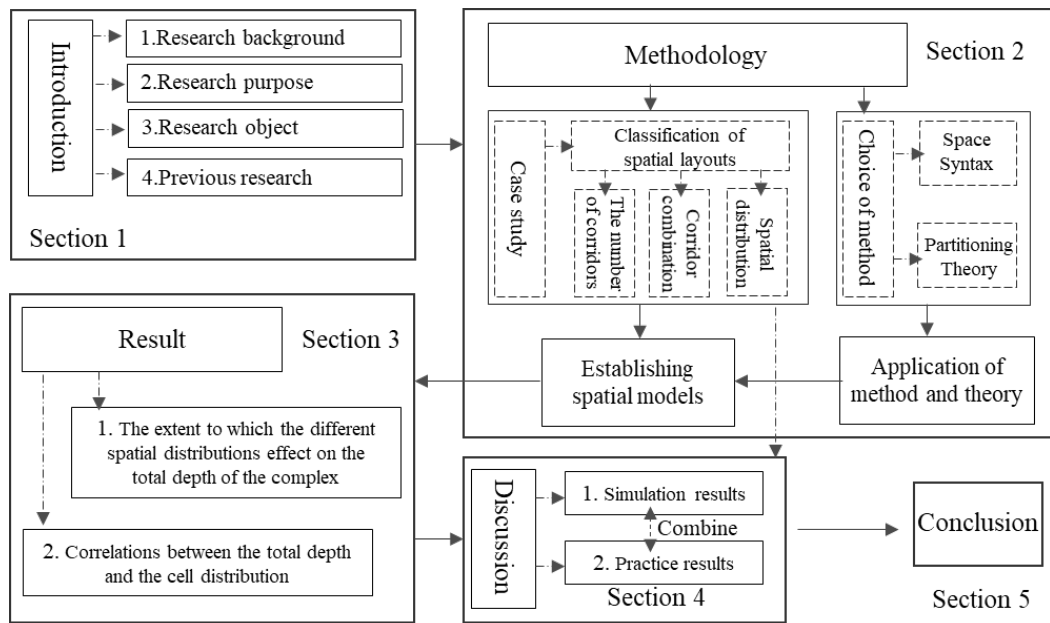 Introduction
1.Research background
2.Research purpose
3.Research object
4.Previous research
Section 1
Methodology
Section 2
Case study
Classification of
spatial layouts
The number
of corridors
Corridor
combination
Spatial
distribution
Choice of method
Space
Syntax
Partitioning
Theory
Establishing
spatial models
Application of
method and theory
Result
Section 3
1. The extent to which the different
spatial distributions effect on the
total depth of the complex
2. Correlations between the total depth
and the cell distribution
Discussion
1. Simulation results
Combine
2. Practice results
Section 4
Conclusion
Section 5